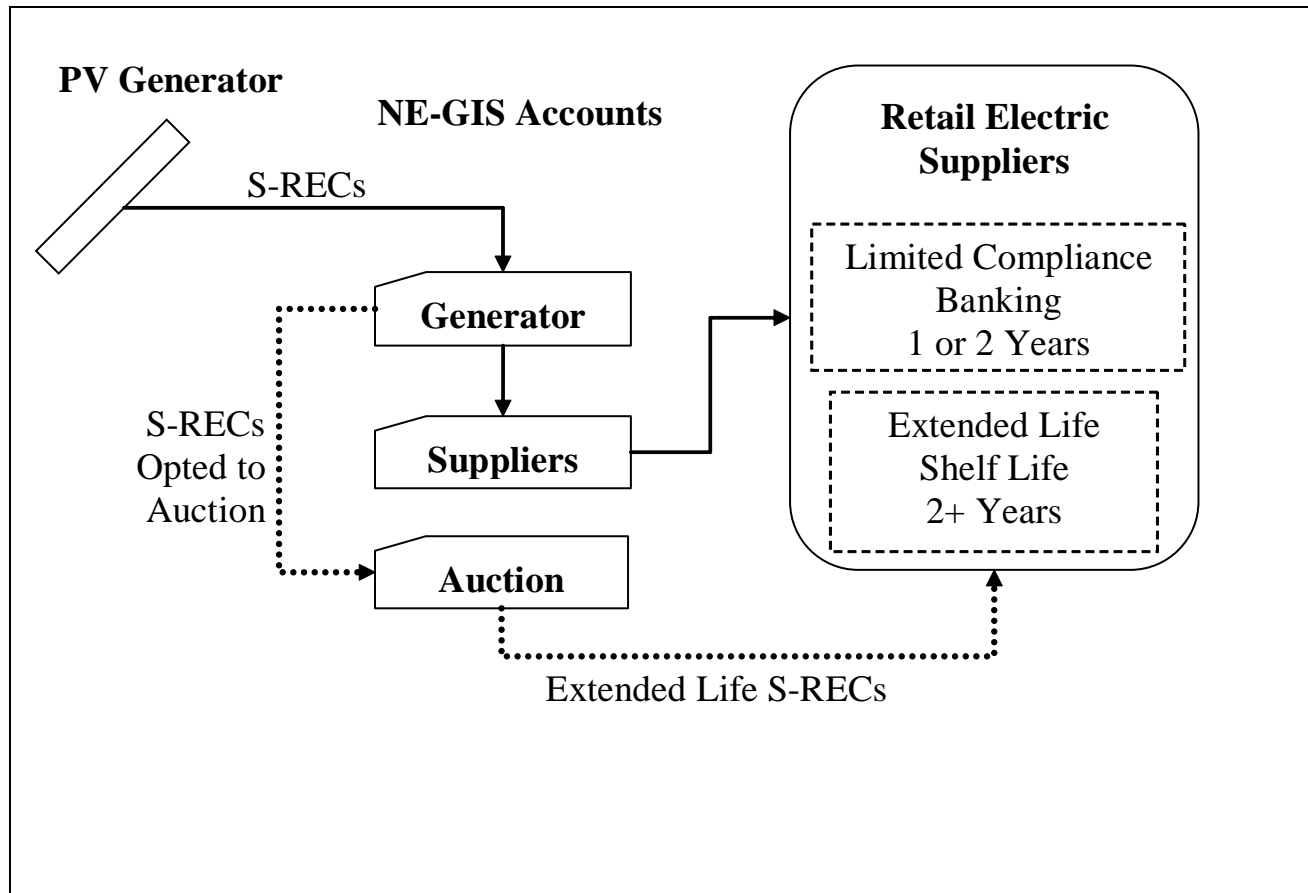 PV Generator
NE-GIS Accounts
S-RECs
Generator
Suppliers
Auction
S-RECs
Opted to
Auction
Extended Life S-RECs
Retail Electric
Suppliers
Limited Compliance
Banking
1 or 2 Years
Extended Life
Shelf Life
2+ Years